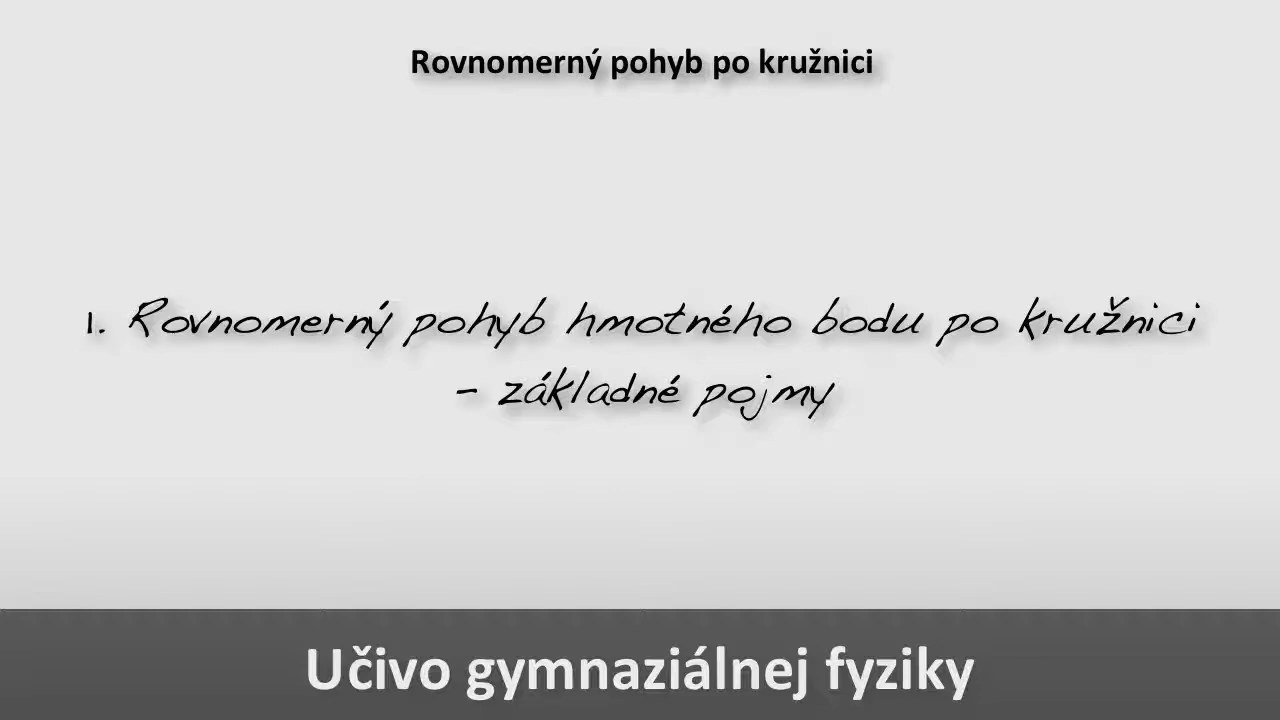 Rovnomerný pohyb po kružnici
1. Rovnomerný pohyb hmotného bodu po kružnici
- základné pojmy
Učivo gymnaziálnej fyziky